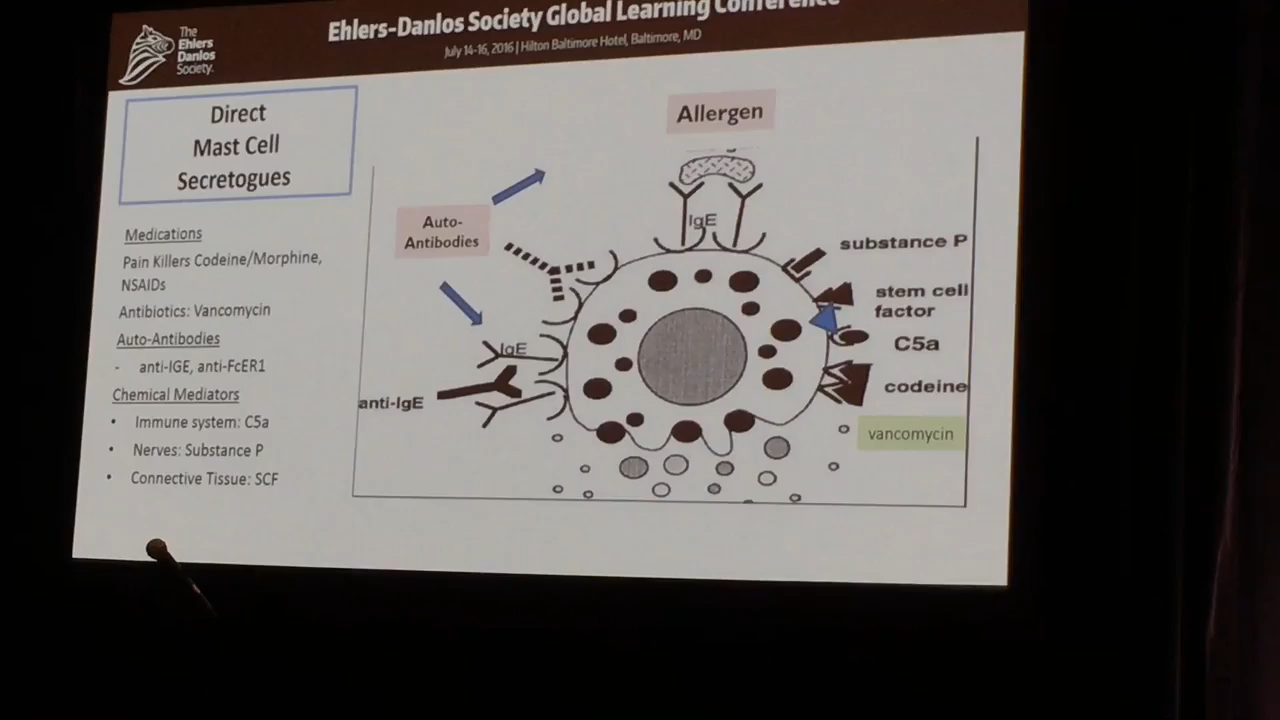 The
Ehlers
Danlos
Society.
Ehlers-Danlos Society Global Learning Conference
July 14-16, 2016 | Hilton Baltimore Hotel, Baltimore, MD
Direct
Mast Cell
Secretogues
Medications
Pain Killers Codeine/Morphine,
NSAIDs
Antibiotics: Vancomycin
Auto-Antibodies
- anti-IGE, anti-FcER1
Chemical Mediators
• Immune system: C5a
• Nerves: Substance P
• Connective Tissue: SCF
Allergen
IgE
Auto-
Antibodies
IgE
anti-IgE
substance P
stem cell
factor
C5a
codeine
vancomycin